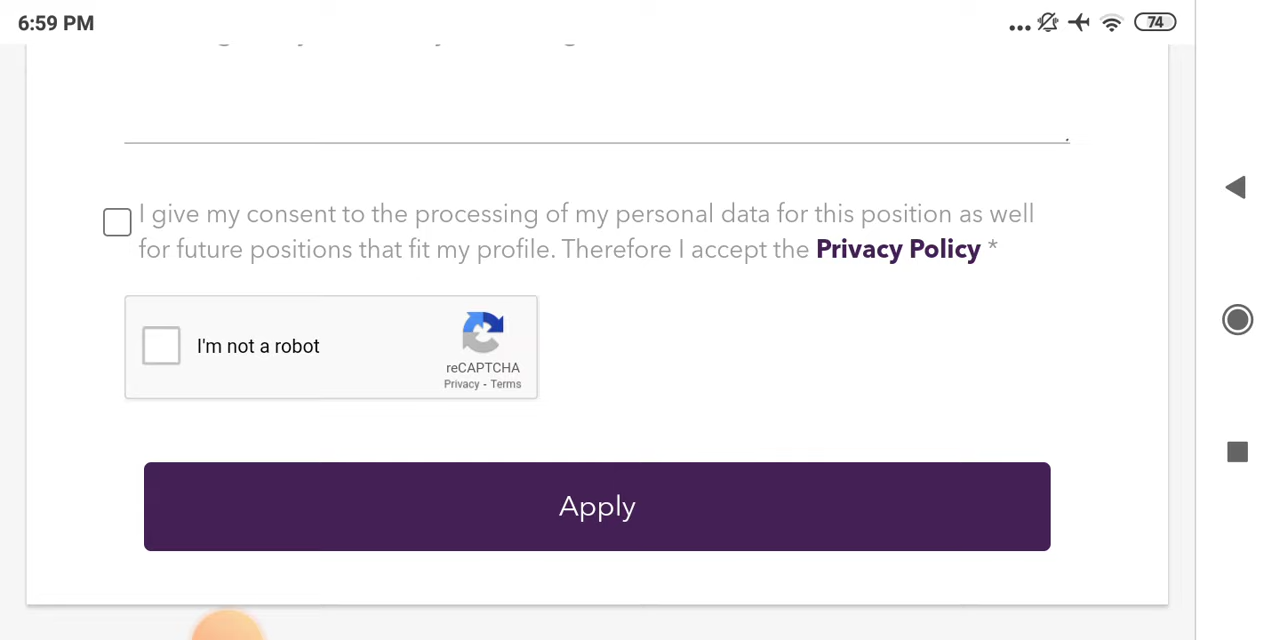 6:59 PM
74
I give my consent to the processing of my personal data for this position as well
for future positions that fit my profile. Therefore I accept the Privacy Policy *
I'm not a robot
reCAPTCHA
Privacy - Terms
Apply